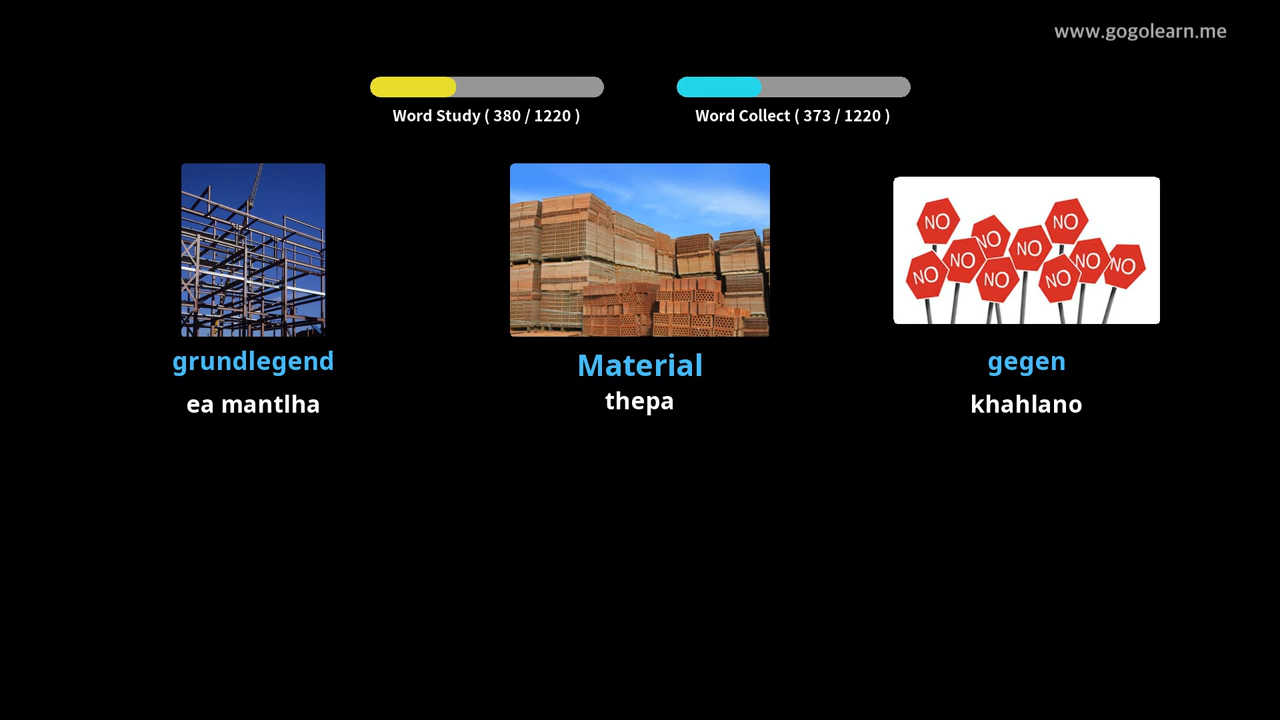 www.gogolearn.me
Word Study ( 380 / 1220 )
Word Collect ( 373 / 1220 )
NO
NO
NO
NO
NO
NO
NO
NO
NO
NO
grundlegend
Material
gegen
ea mantlha
thepa
khahlano